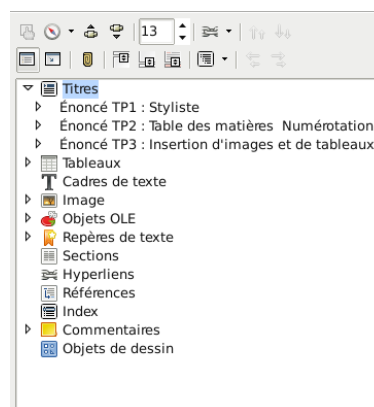 13
Titres
Énoncé TP1 : Styliste
Énoncé TP2 : Table des matières  Numérotation
Énoncé TP3 : Insertion d'images et de tableaux
Tableaux
Cadres de texte
Image
Objets OLE
Repères de texte
Sections
Hyperliens
Références
Index
Commentaires
Objets de dessin